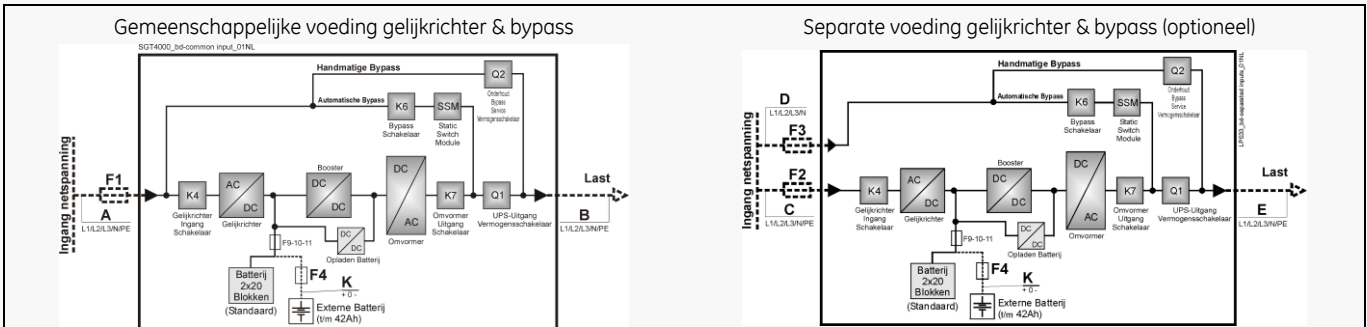 Gemeenschappelijke voeding gelijkrichter & bypass
SGT4000_bd-common input_01NL
Handmatige Bypass
Q2
Onderhoud
Bypass
Service
Vermogensschakelaar
Automatische Bypass
K6
SSM
Bypass
Schakelaar
Static
Switch
Module
Ingang netspanning
F1
A
L1/L2/L3/N/PE
K4
Gelijkrichter
Ingang
Schakelaar
AC
DC
Gelijkrichter
Booster
DC
DC
DC
AC
Omvormer
K7
Omvormer
Uitgang
Schakelaar
Q1
UPS-Uitgang
Vermogensschakelaar
Last
B
L1/L2/L3/N/PE
F9-10-11
DC
DC
Opladen Batterij
Batterij
2x20
Blokken
(Standaard)
F4
K
+ 0 -
Externe Batterij
(t/m 42Ah)
Separate voeding gelijkrichter & bypass (optioneel)
Handmatige Bypass
Q2
Onderhoud
Bypass
Service
Vermogensschakelaar
Automatische Bypass
K6
SSM
Bypass
Schakelaar
Static
Switch
Module
Ingang netspanning
D
L1/L2/L3/N
F3
F2
C
L1/L2/L3/N/PE
K4
Gelijkrichter
Ingang
Schakelaar
AC
DC
Gelijkrichter
Booster
DC
DC
DC
AC
Omvormer
K7
Omvormer
Uitgang
Schakelaar
Q1
UPS-Uitgang
Vermogensschakelaar
Last
E
L1/L2/L3/N/PE
F9-10-11
DC
DC
Opladen Batterij
Batterij
2x20
Blokken
(Standaard)
F4
K
+ 0 -
Externe Batterij
(t/m 42Ah)